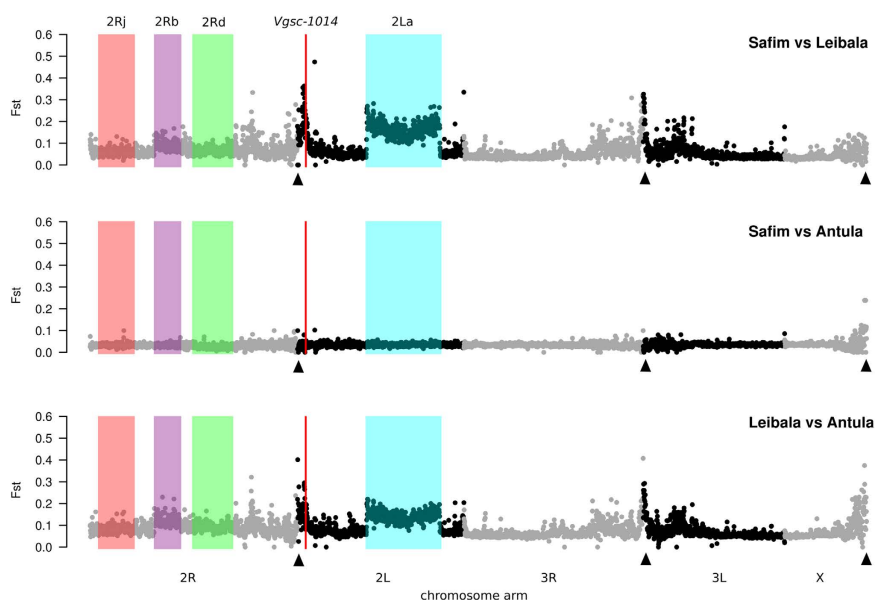 2Rj 2Rb 2Rd Vgsc-1014 2La
Safim vs Leibala
0.6
0.5
0.4
0.3
0.2
0.1
0.0
Fst
Safim vs Antula
0.6
0.5
0.4
0.3
0.2
0.1
0.0
Fst
Leibala vs Antula
0.6
0.5
0.4
0.3
0.2
0.1
0.0
Fst
2R 2L 3R 3L X
chromosome arm